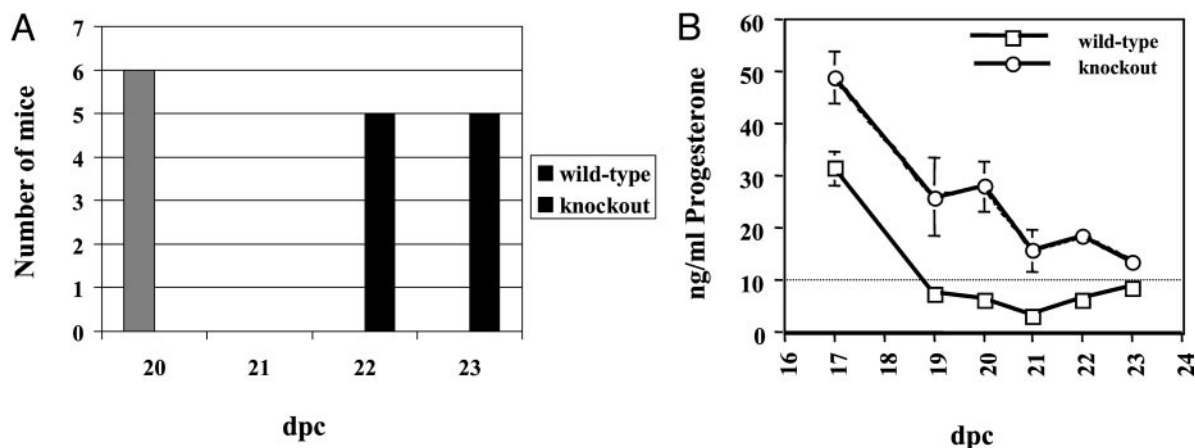 A
Number of mice
7
6
5
4
3
2
1
0
20 21 22 23
dpc
wild-type
knockout
B
ng/ml Progesterone
60
50
40
30
20
10
0
16 17 18 19 20 21 22 23 24
dpc
wild-type
knockout